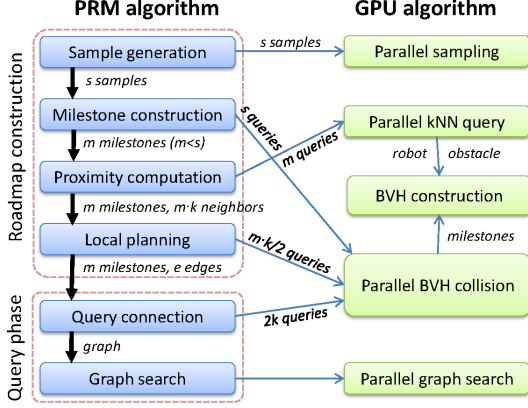 PRM algorithm
GPU algorithm
Roadmap construction
Sample generation
s samples
Parallel sampling
s samples
Milestone construction
s queries
Parallel kNN query
m milestones (m<s)
m queries
robot
obstacle
Proximity computation
BVH construction
m milestones, m·k neighbors
milestones
Local planning
m·k/2 queries
m milestones, e edges
Parallel BVH collision
Query phase
Query connection
2k queries
graph
Graph search
Parallel graph search